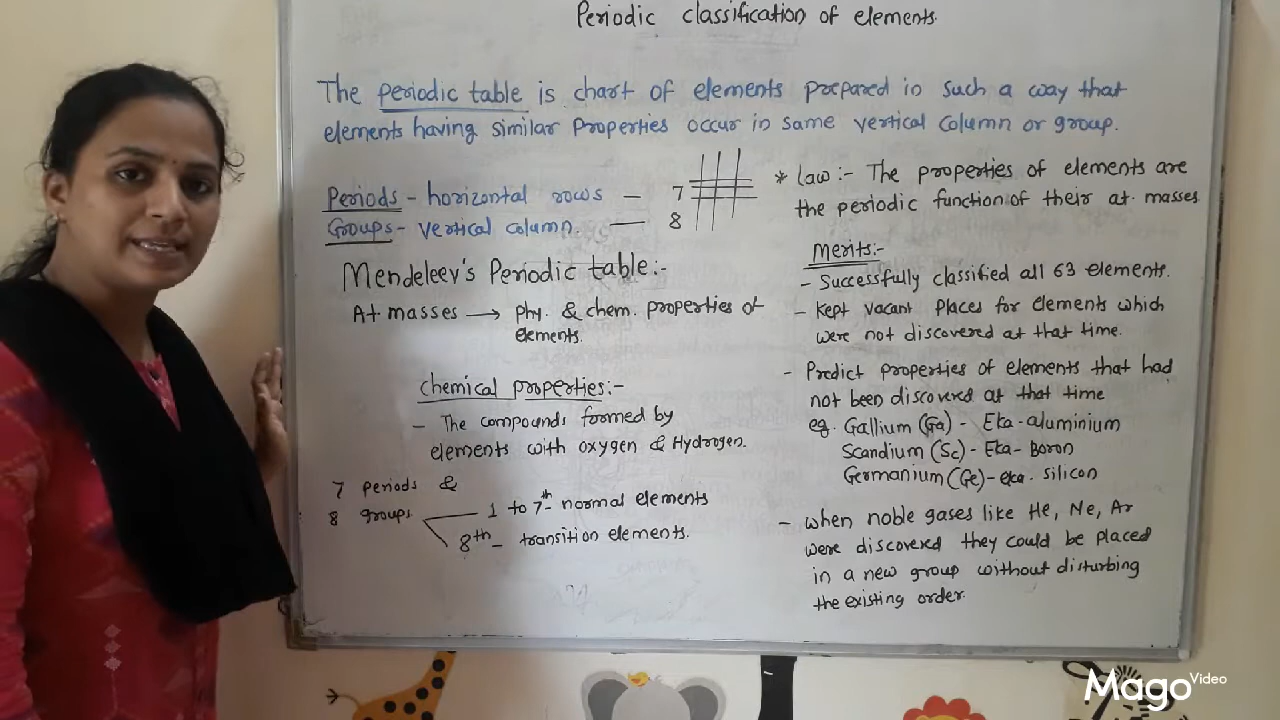 Periodic classification of elements.
The periodic table is chart of elements prepared in such a way that
elements having similar properties occur in same vertical column or group.
Periods - horizontal rows — 7
Groups - vertical column. — 8
Mendeleev's Periodic table:-
At masses → phy. & chem. properties of
elements.
chemical properties:-
- The compounds formed by
elements with oxygen & Hydrogen.
7 periods &
8 groups
1 to 7th - normal elements
8th - transition elements.
* Law:- The properties of elements are
the periodic function of their at. masses
Merits:-
- Successfully classified all 63 elements.
- Kept vacant places for elements which
were not discovered at that time.
- Predict properties of elements that had
not been discovered at that time
eg. Gallium (Ga) - Eka-aluminium
Scandium (Sc) - Eka-Boron
Germanium (Ge) - eka-silicon
- when noble gases like He, Ne, Ar
were discovered they could be placed
in a new group without disturbing
the existing order.
Mago Video